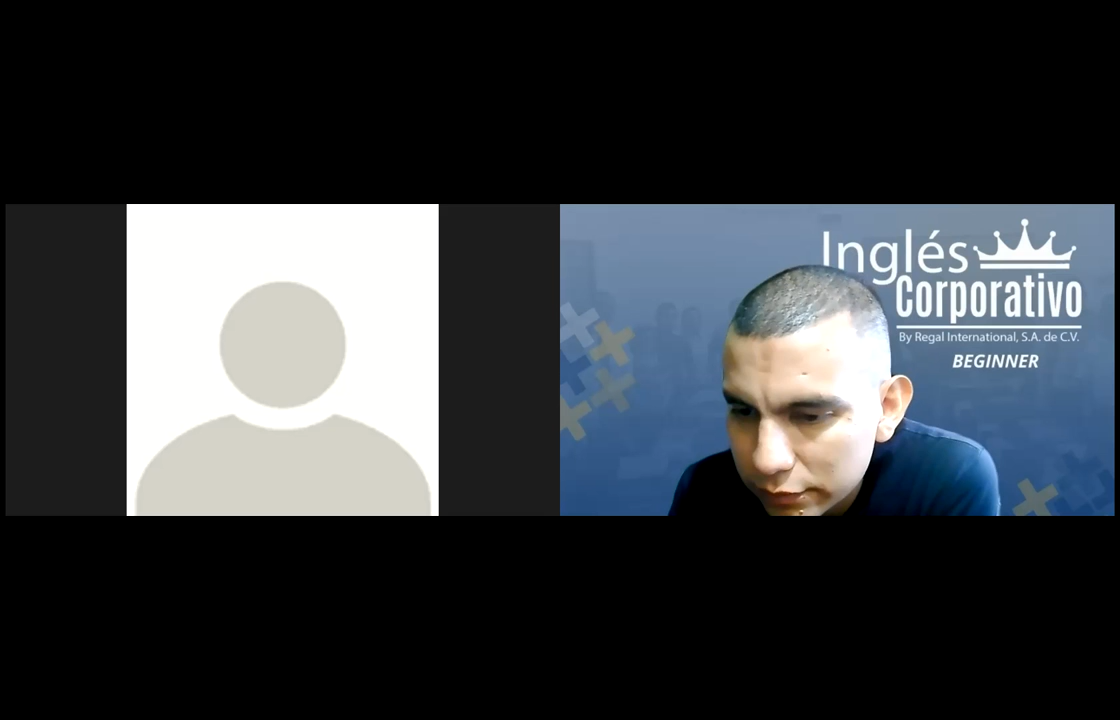 Inglés
Corporativo
By Regal International, S.A. de C.V.
BEGINNER